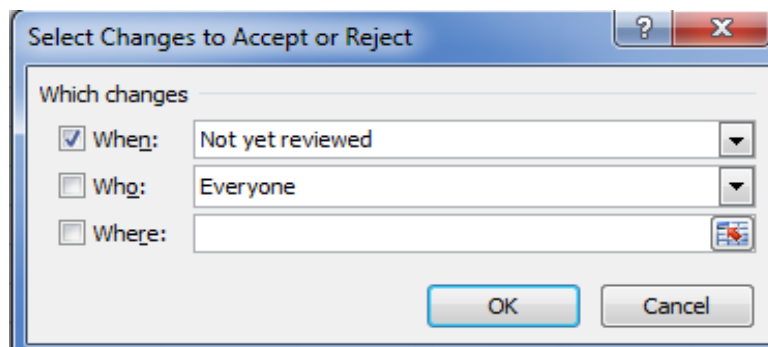 Select Changes to Accept or Reject
Which changes
When: Not yet reviewed
Who: Everyone
Where:
OK Cancel